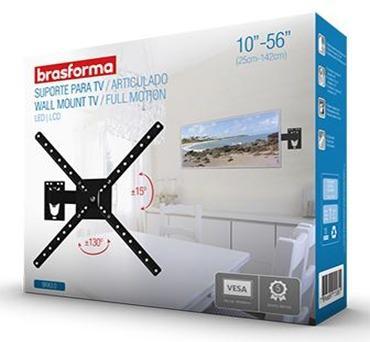 brasforma
SUPORTE PARA TV / ARTICULADO
WALL MOUNT TV / FULL MOTION
LED | LCD
10"-56"
(25cm-142cm)
±15°
±130°
VESA
5